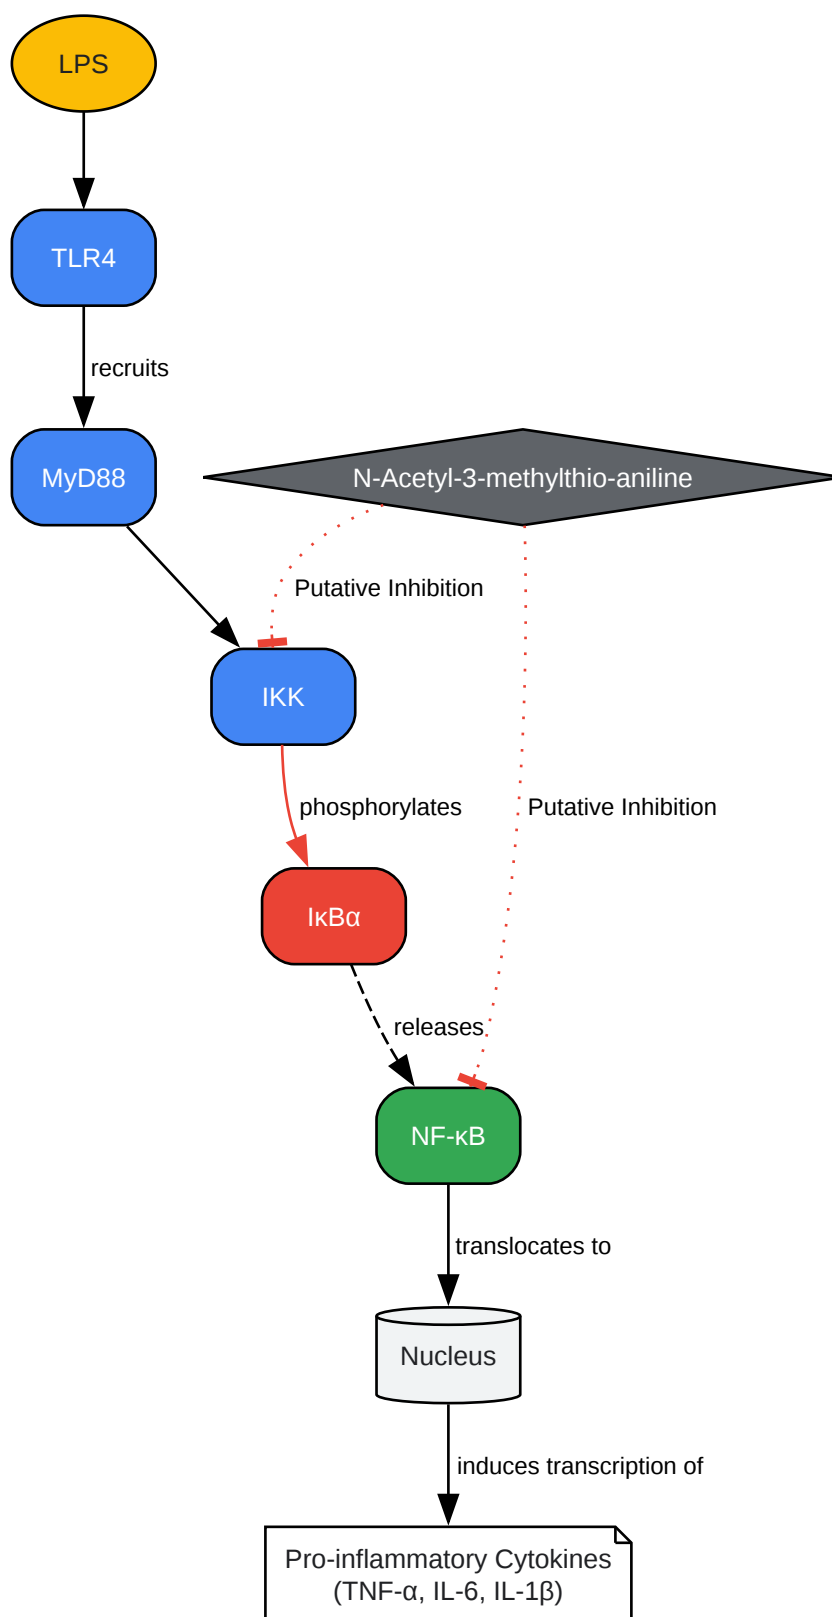 LPS
TLR4
recruits
MyD88
N-Acetyl-3-methylthio-aniline
Putative Inhibition
IKK
phosphorylates
Putative Inhibition
IκBα
releases
NF-κB
translocates to
Nucleus
induces transcription of
Pro-inflammatory Cytokines
(TNF-α, IL-6, IL-1β)